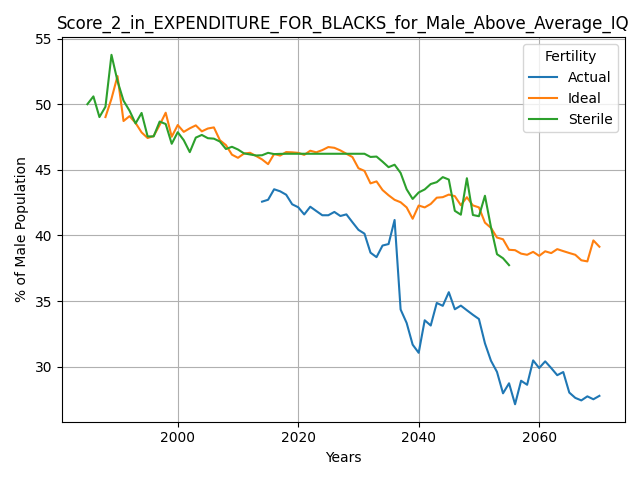 Score_2_in_EXPENDITURE_FOR_BLACKS_for_Male_Above_Average_IQ
Fertility
Actual
Ideal
Sterile
% of Male Population
55
50
45
40
35
30
2000 2020 2040 2060
Years